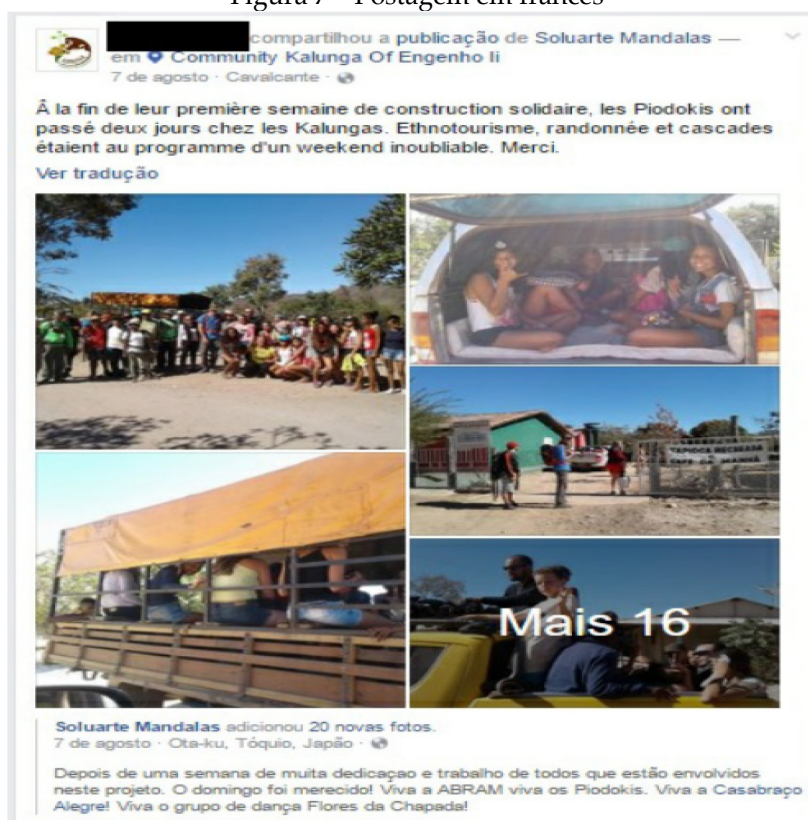 Figura 7 – Postagem em francês
compartilhou a publicação de Soluarte Mandalas —
em Community Kalunga Of Engenho Ii
7 de agosto · Cavalcante ·
Â la fin de leur première semaine de construction solidaire, les Piodokis ont
passé deux jours chez les Kalungas. Ethnotourisme, randonnée et cascades
étaient au programme d'un weekend inoubliable. Merci.
Ver tradução
TAPIOCA RECHEADA
CAFÉ DA MANHÃ
Mais 16
Soluarte Mandalas adicionou 20 novas fotos.
7 de agosto · Ota-ku, Tóquio, Japão ·
Depois de uma semana de muita dedicaçao e trabalho de todos que estão envolvidos
neste projeto. O domingo foi merecido! Viva a ABRAM viva os Piodokis. Viva a Casabraço
Alegre! Viva o grupo de dança Flores da Chapada!